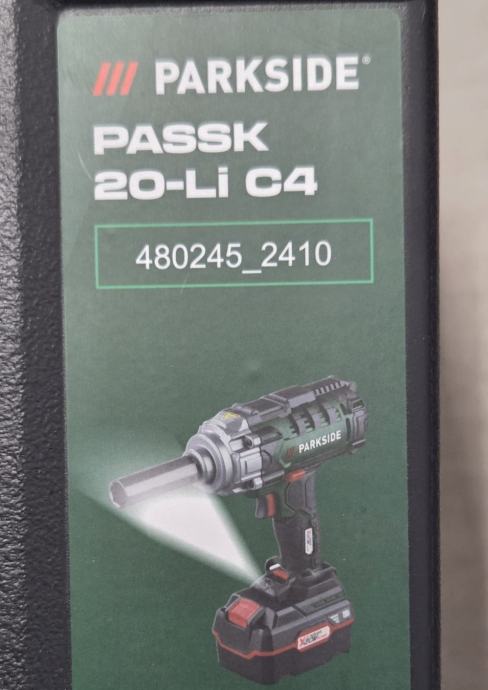 PARKSIDE®
PASSK
20-Li C4
480245_2410
PARKSIDE